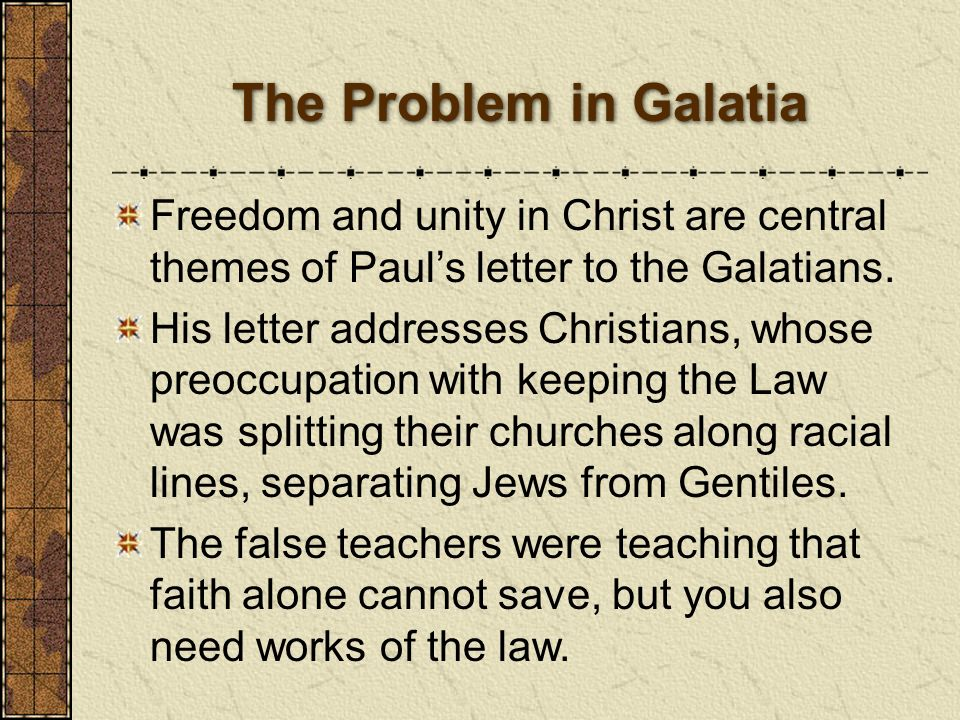 The Problem in Galatia
Freedom and unity in Christ are central
themes of Paul’s letter to the Galatians.
His letter addresses Christians, whose
preoccupation with keeping the Law
was splitting their churches along racial
lines, separating Jews from Gentiles.
The false teachers were teaching that
faith alone cannot save, but you also
need works of the law.